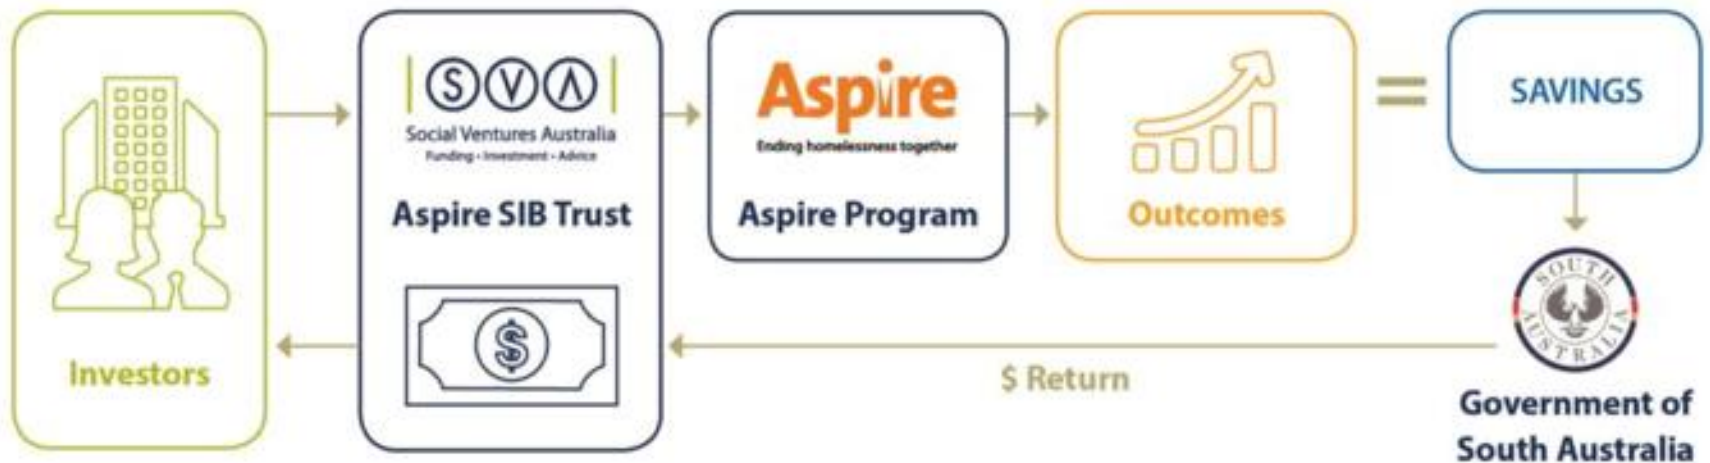 SVA
Social Ventures Australia
Funding • Investment • Advice
Aspire SIB Trust
$
Investors
Aspire
Ending homelessness together
Aspire Program
Outcomes
=
SAVINGS
SOUTH AUSTRALIA
$ Return
Government of
South Australia